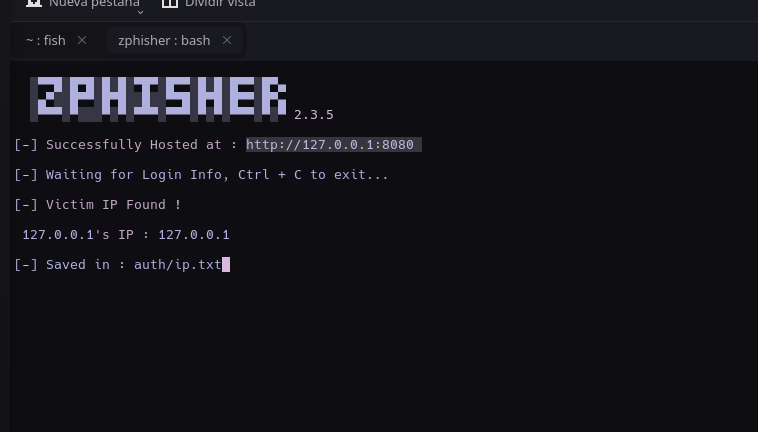 Nueva pestaña Dividir vista
~ : fish zphisher : bash
ZPHISHER 2.3.5
[-] Successfully Hosted at : http://127.0.0.1:8080
[-] Waiting for Login Info, Ctrl + C to exit...
[-] Victim IP Found !
127.0.0.1's IP : 127.0.0.1
[-] Saved in : auth/ip.txt